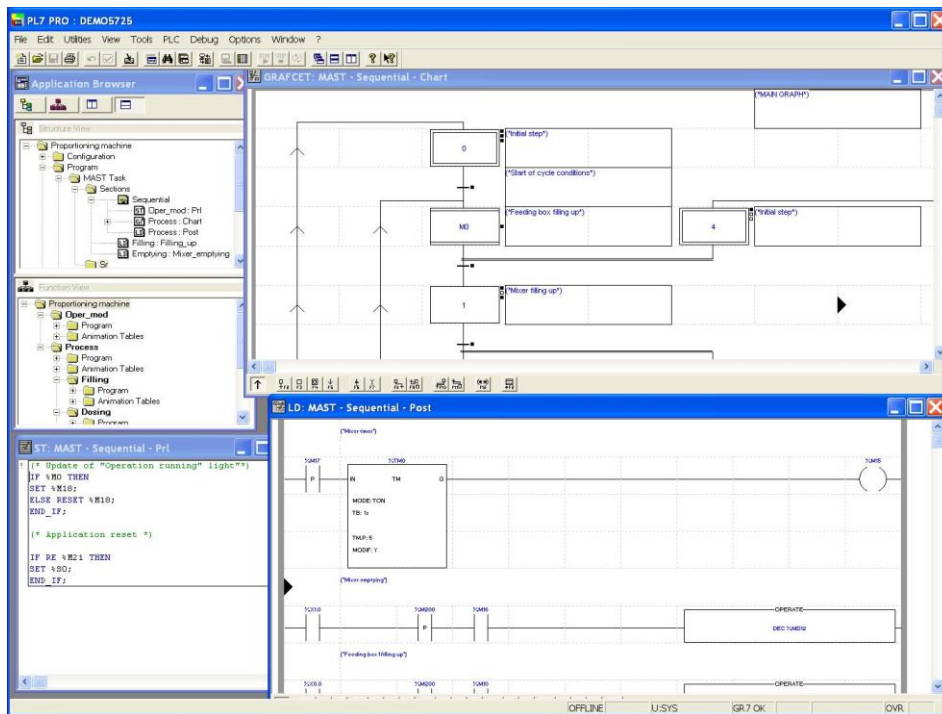 PL7 PRO : DEMO5725
File Edit Utilities View Tools PLC Debug Options Window ?
Application Browser
Structure View
Proportioning machine
Configuration
Program
MAST Task
Sections
Sequential
Oper_mod : Prl
Process : Chart
Process : Post
Filling : Filling_up
Emptying : Mixer_emptying
Sr
Function View
Proportioning machine
Oper_mod
Program
Animation Tables
Process
Program
Animation Tables
Filling
Program
Animation Tables
Dosing
Program
GRAFCET: MAST - Sequential - Chart
(*MAIN GRAPH*)
0
(*Initial step*)
(*Start of cycle conditions*)
M0
(*Feeding box filling up*)
4
(*Initial step*)
1
(*Mixer filling up*)
ST: MAST - Sequential - Prl
! (* Update of "Operation running" light"*)
IF %M0 THEN
SET %M18;
ELSE RESET %M18;
END_IF;
(* Application reset *)
IF RE %M21 THEN
SET %S0;
END_IF;
LD: MAST - Sequential - Post
(*Mixer timer*)
%TM0
P
IN TM Q
MODE: TON
TB: 1s
TM.P: 5
MODIF: Y
(*Mixer emptying*)
%M200
P
OPERATE
(*Feeding box 1 filling up*)
%M200
OPERATE
OFFLINE U:SYS GR7 OK OVR